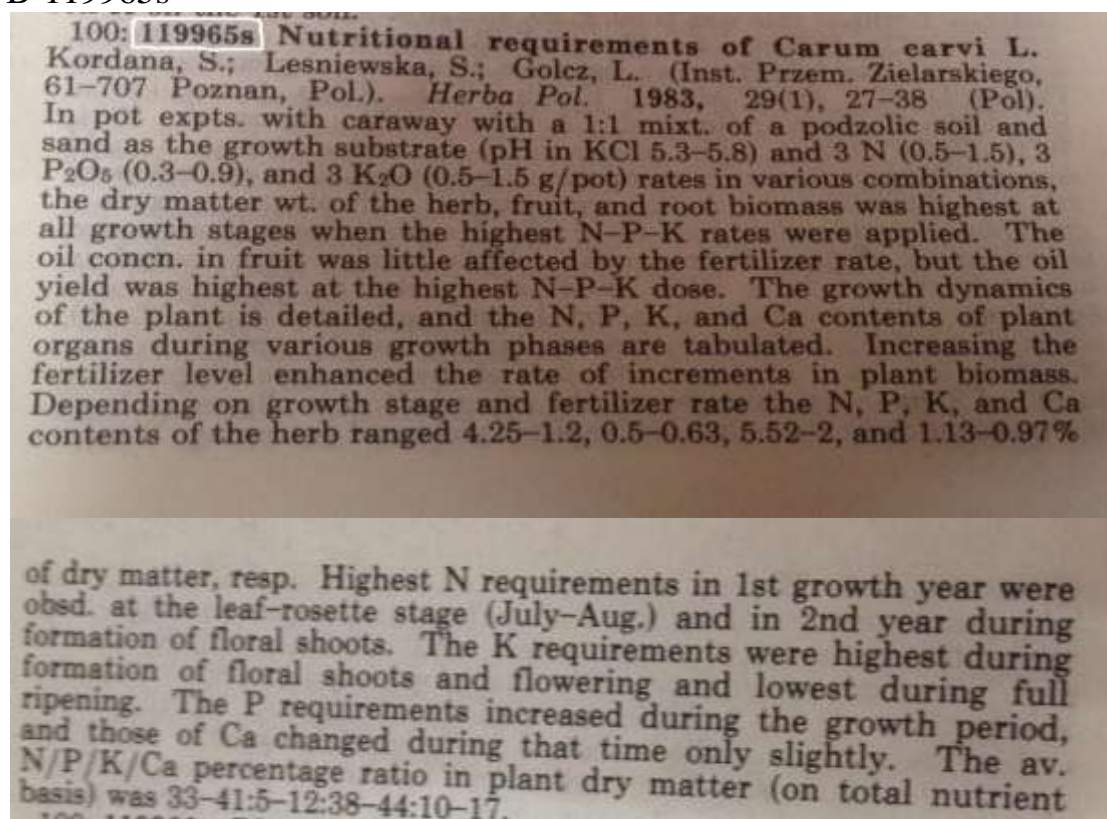 100: 119965s Nutritional requirements of Carum carvi L.
Kordana, S.; Lesniewska, S.; Golcz, L. (Inst. Przem. Zielarskiego,
61–707 Poznan, Pol.). Herba Pol. 1983, 29(1), 27–38 (Pol).
In pot expts. with caraway with a 1:1 mixt. of a podzolic soil and
sand as the growth substrate (pH in KCl 5.3–5.8) and 3 N (0.5–1.5), 3
P₂O₅ (0.3–0.9), and 3 K₂O (0.5–1.5 g/pot) rates in various combinations,
the dry matter wt. of the herb, fruit, and root biomass was highest at
all growth stages when the highest N–P–K rates were applied. The
oil concn. in fruit was little affected by the fertilizer rate, but the oil
yield was highest at the highest N–P–K dose. The growth dynamics
of the plant is detailed, and the N, P, K, and Ca contents of plant
organs during various growth phases are tabulated. Increasing the
fertilizer level enhanced the rate of increments in plant biomass.
Depending on growth stage and fertilizer rate the N, P, K, and Ca
contents of the herb ranged 4.25–1.2, 0.5–0.63, 5.52–2, and 1.13–0.97%
of dry matter, resp. Highest N requirements in 1st growth year were
obsd. at the leaf-rosette stage (July–Aug.) and in 2nd year during
formation of floral shoots. The K requirements were highest during
formation of floral shoots and flowering and lowest during full
ripening. The P requirements increased during the growth period,
and those of Ca changed during that time only slightly. The av.
N/P/K/Ca percentage ratio in plant dry matter (on total nutrient
basis) was 33–41:5–12:38–44:10–17.